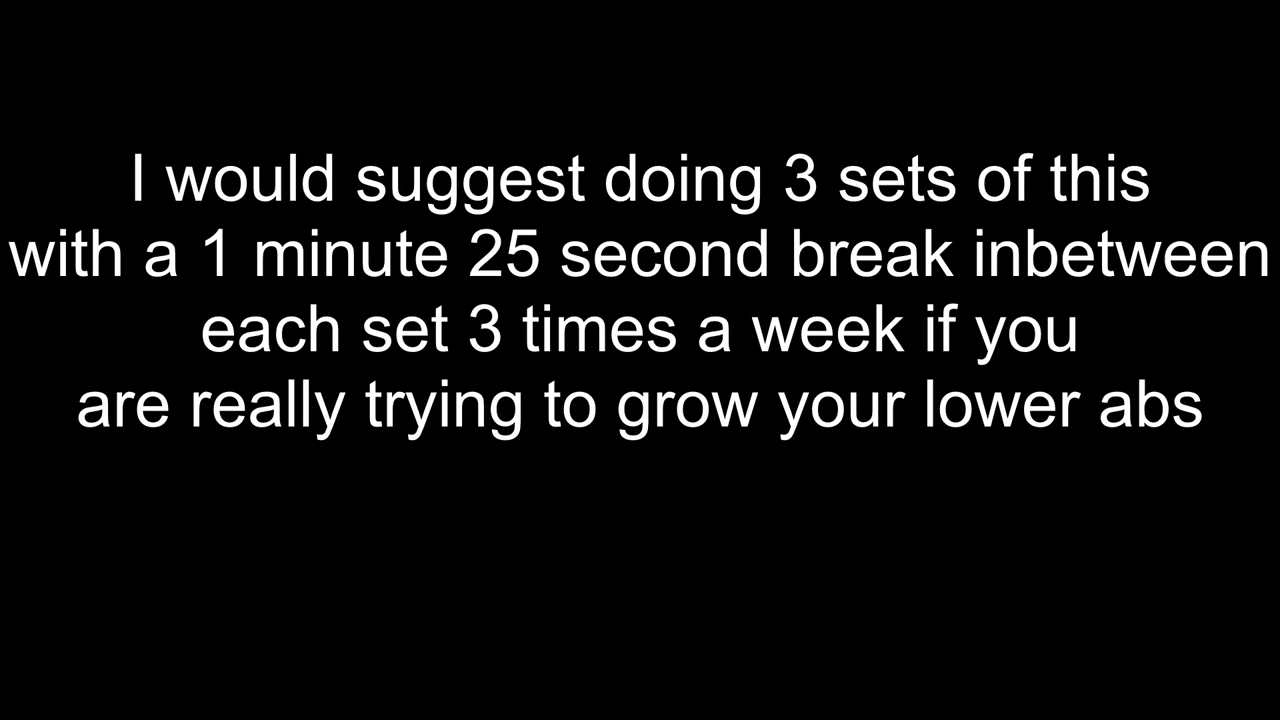 I would suggest doing 3 sets of this
with a 1 minute 25 second break inbetween
each set 3 times a week if you
are really trying to grow your lower abs